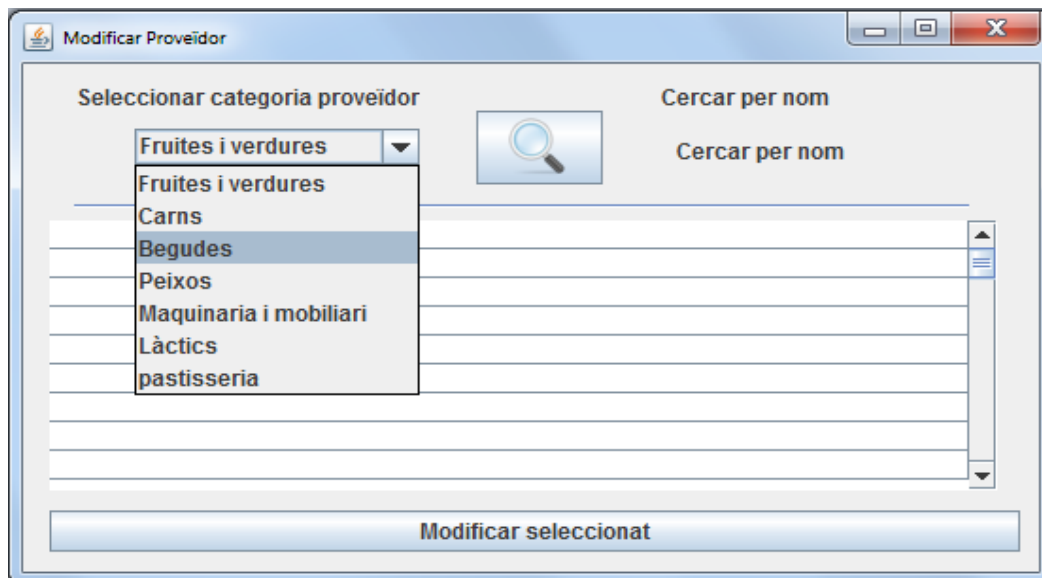 Modificar Proveïdor
Seleccionar categoria proveïdor
Cercar per nom
Fruites i verdures
Cercar per nom
Fruites i verdures
Carns
Begudes
Peixos
Maquinaria i mobiliari
Làctics
pastisseria
Modificar seleccionat